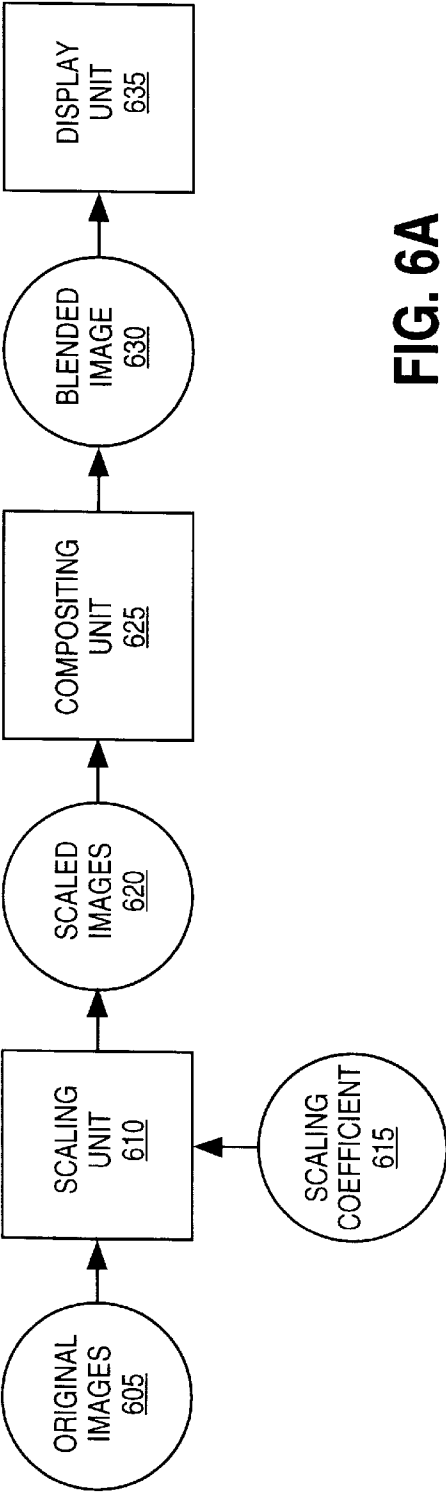 ORIGINAL
IMAGES
605
SCALING
UNIT
610
SCALING
COEFFICIENT
615
SCALED
IMAGES
620
COMPOSITING
UNIT
625
BLENDED
IMAGE
630
DISPLAY
UNIT
635
FIG. 6A